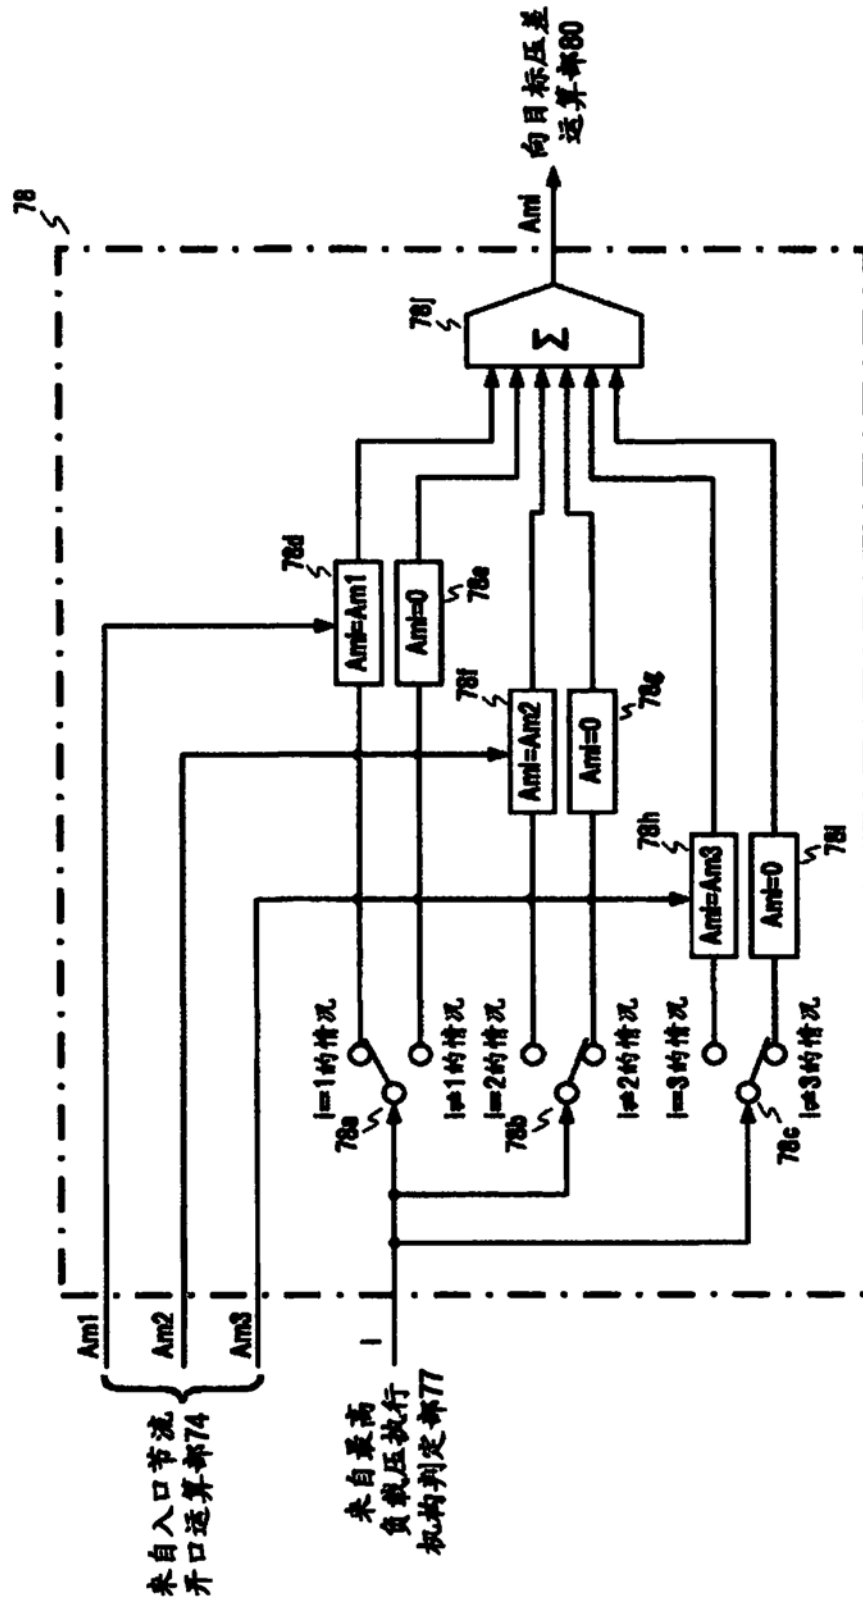 78
Am1
Am2
Am3
来自入口节流
开口运算部74
i
来自最高
负载压执行
机构判定部77
78a
i=1的情况
i≠1的情况
78b
i=2的情况
i≠2的情况
78c
i=3的情况
i≠3的情况
Ami=Am1
78d
Ami=0
78e
Ami=Am2
78f
Ami=0
78g
Ami=Am3
78h
Ami=0
78i
Σ
78j
Ami
向目标压差
运算部80